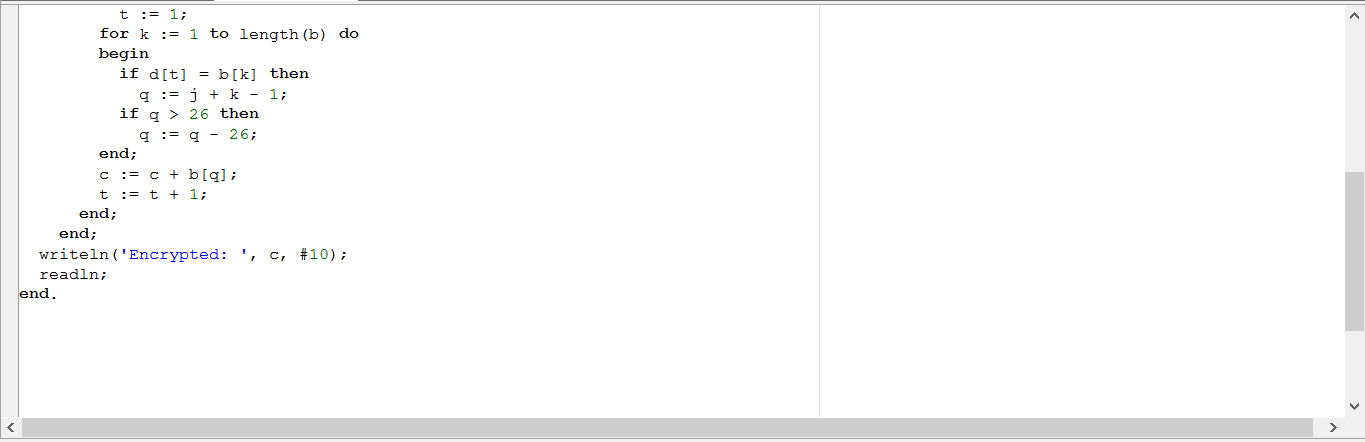 t := 1;
for k := 1 to length(b) do
begin
if d[t] = b[k] then
q := j + k - 1;
if q > 26 then
q := q - 26;
end;
c := c + b[q];
t := t + 1;
end;
end;
writeln('Encrypted: ', c, #10);
readln;
end.